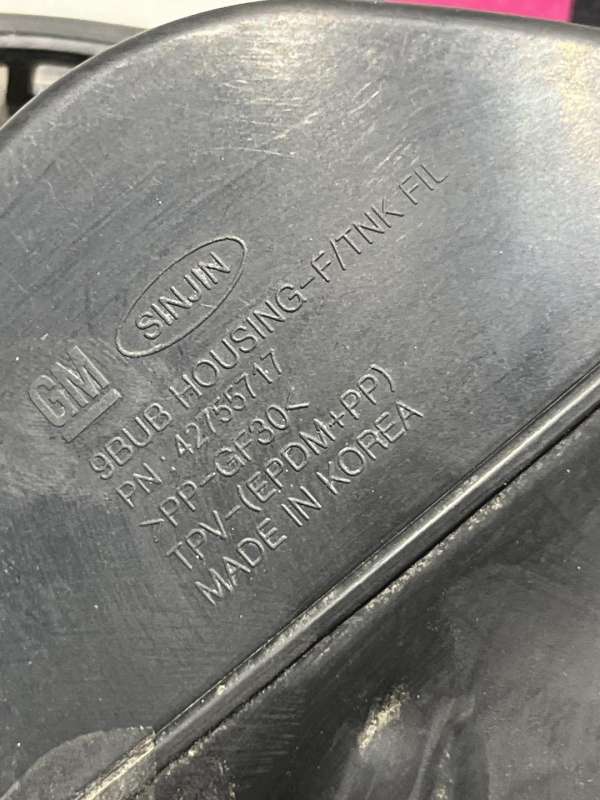 GM SINJIN
9BUB HOUSING-F/TNK FIL
PN : 42755717
>PP-GF30<
TPV-(EPDM+PP)
MADE IN KOREA